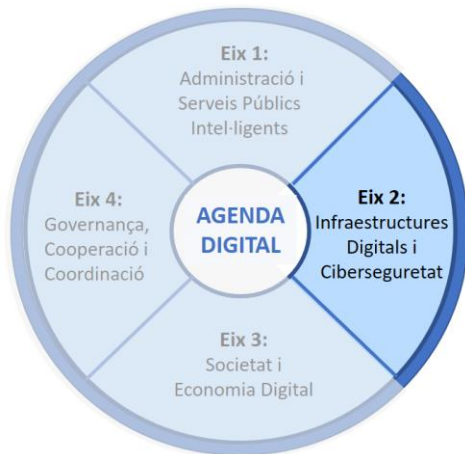 Eix 1:
Administració i
Serveis Públics
Intel·ligents
Eix 4:
Governança,
Cooperació i
Coordinació
AGENDA
DIGITAL
Eix 2:
Infraestructures
Digitals i
Ciberseguretat
Eix 3:
Societat i
Economia Digital